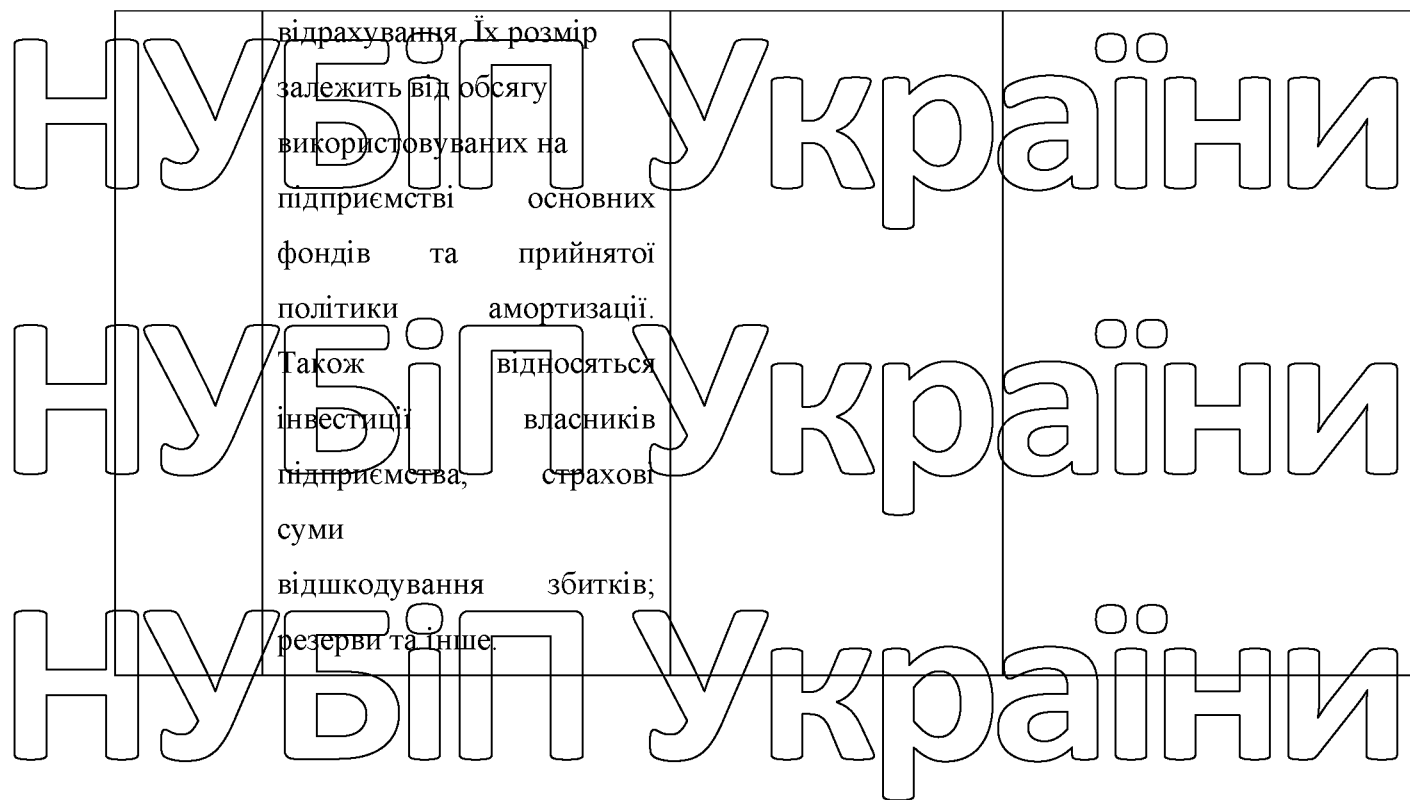 відрахування. Їх розмір
залежить від обсягу
використовуваних на
підприємстві основних
фондів та прийнятої
політики амортизації.
Також відносяться
інвестиції власників
підприємства; страхові
суми
відшкодування збитків;
резерви та інше.
НУБіП України
НУБіП України
НУБіП України